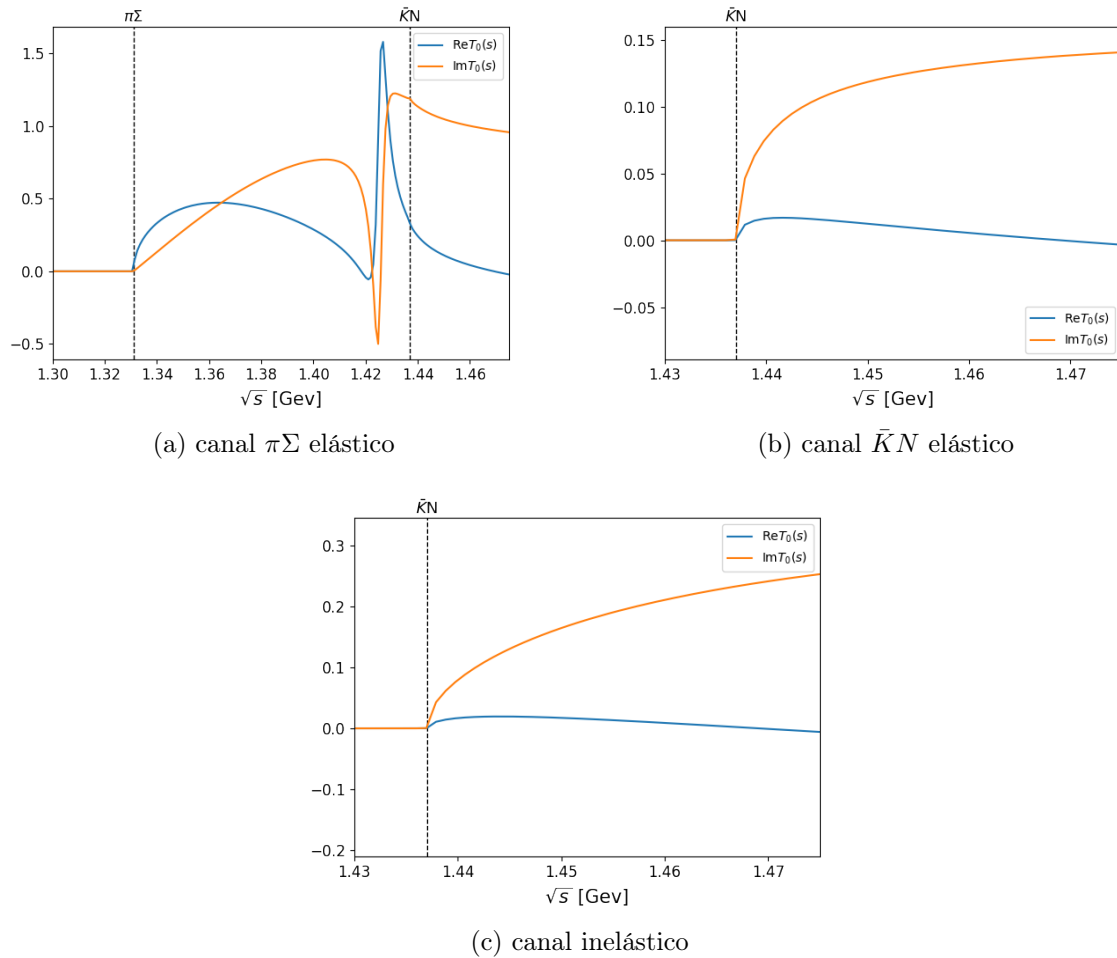 πΣ
K̄N
ReT₀(s)
ImT₀(s)
1.5
1.0
0.5
0.0
−0.5
1.30 1.32 1.34 1.36 1.38 1.40 1.42 1.44 1.46
√s [Gev]
(a) canal πΣ elástico
K̄N
0.15
0.10
0.05
0.00
−0.05
ReT₀(s)
ImT₀(s)
1.43 1.44 1.45 1.46 1.47
√s [Gev]
(b) canal K̄N elástico
K̄N
ReT₀(s)
ImT₀(s)
0.3
0.2
0.1
0.0
−0.1
−0.2
1.43 1.44 1.45 1.46 1.47
√s [Gev]
(c) canal inelástico